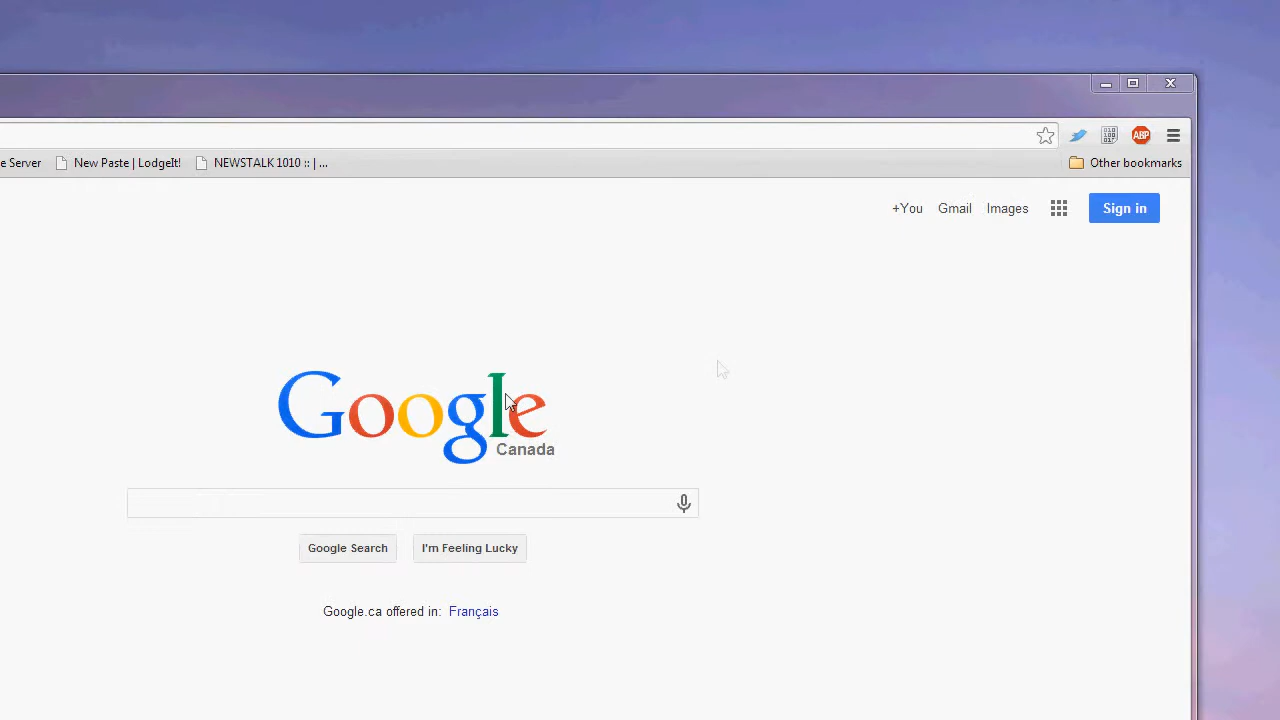 ABP
e Server New Paste | LodgeIt! NEWSTALK 1010 :: | ... Other bookmarks
+You Gmail Images Sign in
Google
Canada
Google Search I'm Feeling Lucky
Google.ca offered in: Français